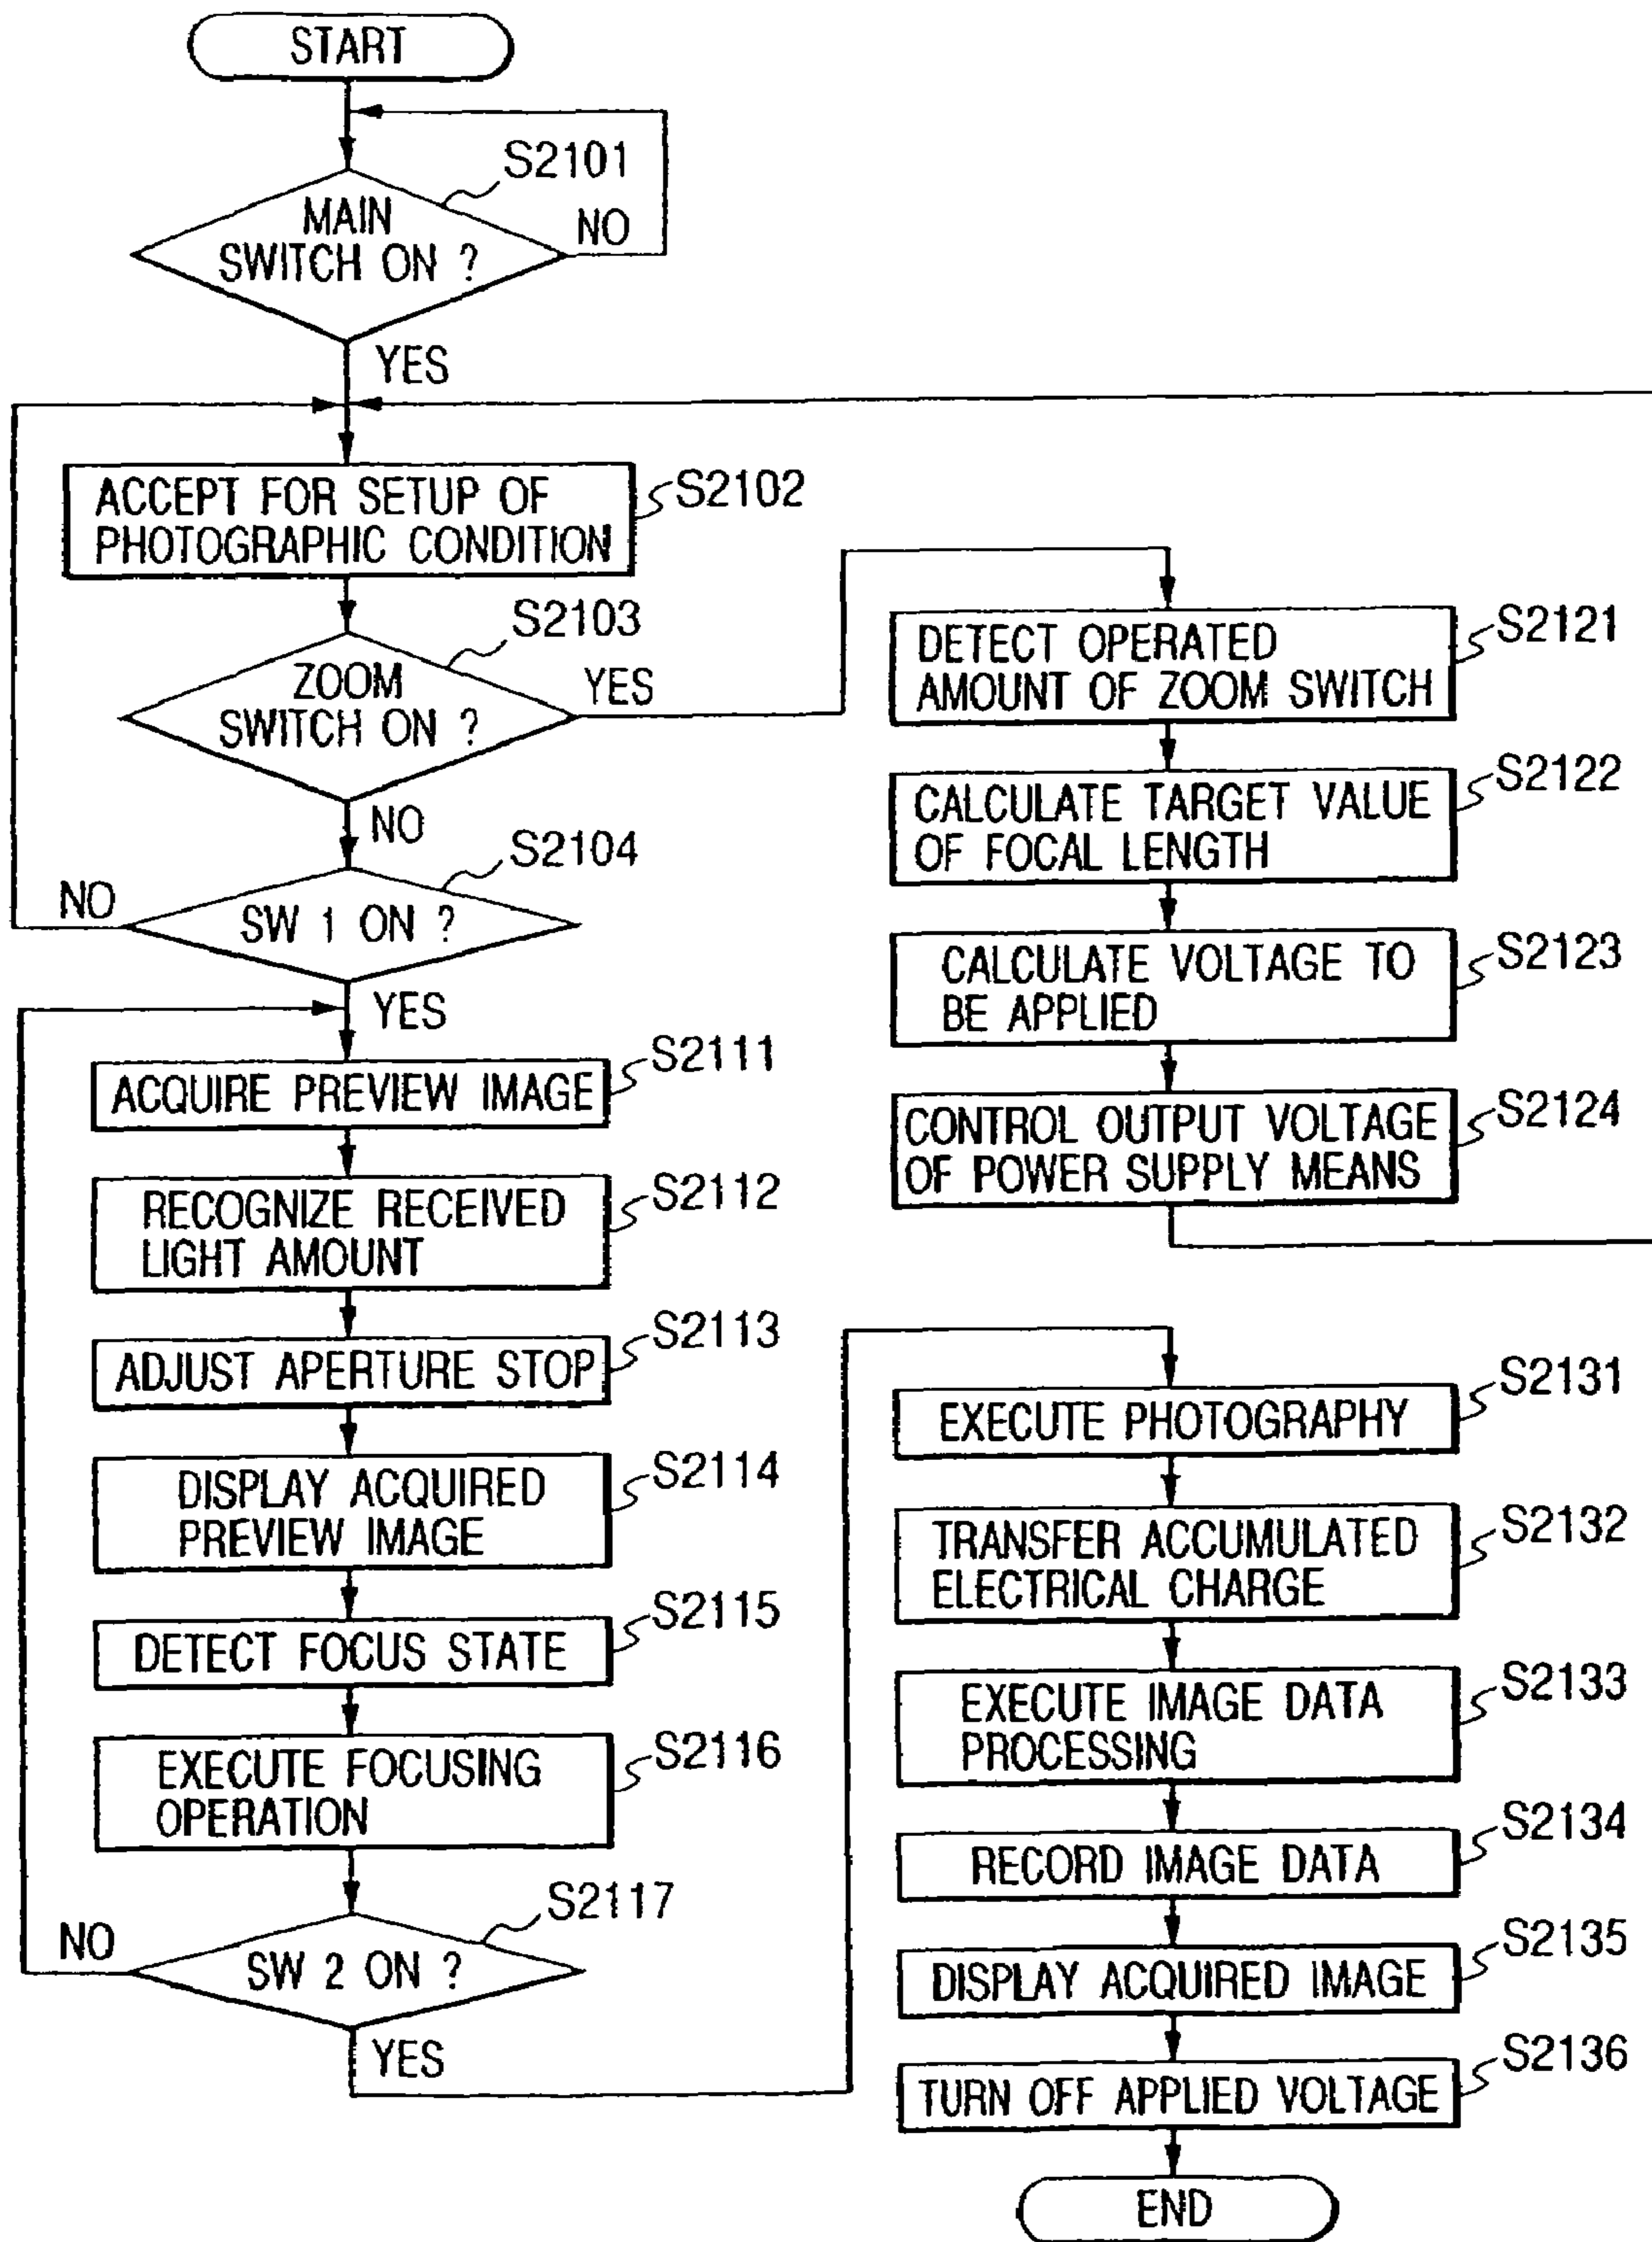 START
S2101
MAIN
SWITCH ON ?
NO
YES
ACCEPT FOR SETUP OF
PHOTOGRAPHIC CONDITION
S2102
S2103
ZOOM
SWITCH ON ?
YES
NO
S2104
NO
SW 1 ON ?
YES
ACQUIRE PREVIEW IMAGE
S2111
RECOGNIZE RECEIVED
LIGHT AMOUNT
S2112
ADJUST APERTURE STOP
S2113
DISPLAY ACQUIRED
PREVIEW IMAGE
S2114
DETECT FOCUS STATE
S2115
EXECUTE FOCUSING
OPERATION
S2116
S2117
NO
SW 2 ON ?
YES
DETECT OPERATED
AMOUNT OF ZOOM SWITCH
S2121
CALCULATE TARGET VALUE
OF FOCAL LENGTH
S2122
CALCULATE VOLTAGE TO
BE APPLIED
S2123
CONTROL OUTPUT VOLTAGE
OF POWER SUPPLY MEANS
S2124
EXECUTE PHOTOGRAPHY
S2131
TRANSFER ACCUMULATED
ELECTRICAL CHARGE
S2132
EXECUTE IMAGE DATA
PROCESSING
S2133
RECORD IMAGE DATA
S2134
DISPLAY ACQUIRED IMAGE
S2135
TURN OFF APPLIED VOLTAGE
S2136
END